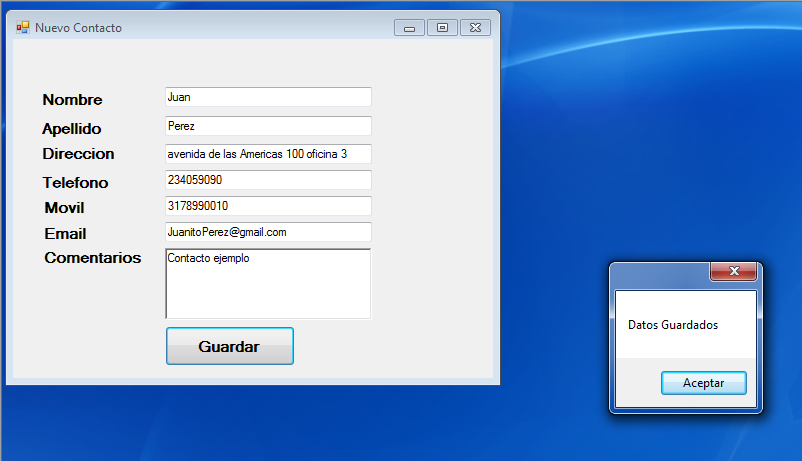 Nuevo Contacto
Nombre Juan
Apellido Perez
Direccion avenida de las Americas 100 oficina 3
Telefono 234059090
Movil 3178990010
Email JuanitoPerez@gmail.com
Comentarios Contacto ejemplo
Guardar
Datos Guardados
Aceptar